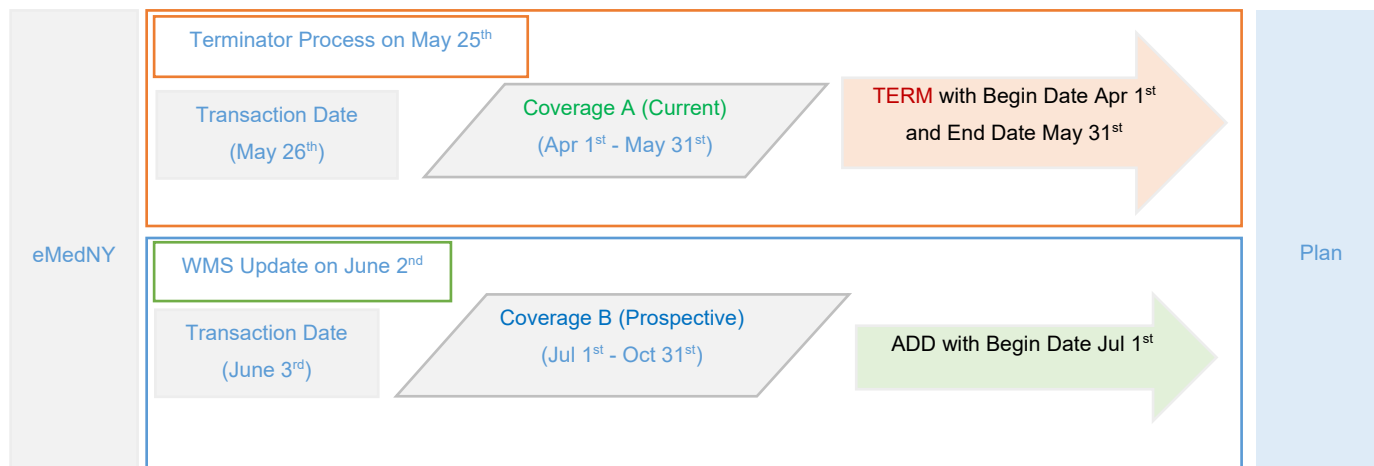 eMedNY
Terminator Process on May 25th
Transaction Date
(May 26th)
Coverage A (Current)
(Apr 1st - May 31st)
TERM with Begin Date Apr 1st
and End Date May 31st
WMS Update on June 2nd
Transaction Date
(June 3rd)
Coverage B (Prospective)
(Jul 1st - Oct 31st)
ADD with Begin Date Jul 1st
Plan